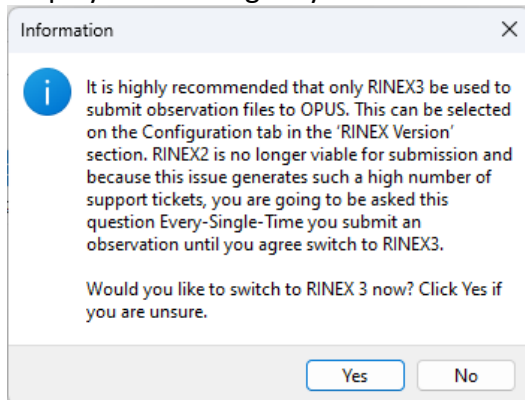 Information
It is highly recommended that only RINEX3 be used to
submit observation files to OPUS. This can be selected
on the Configuration tab in the 'RINEX Version'
section. RINEX2 is no longer viable for submission and
because this issue generates such a high number of
support tickets, you are going to be asked this
question Every-Single-Time you submit an
observation until you agree switch to RINEX3.
Would you like to switch to RINEX 3 now? Click Yes if
you are unsure.
Yes
No